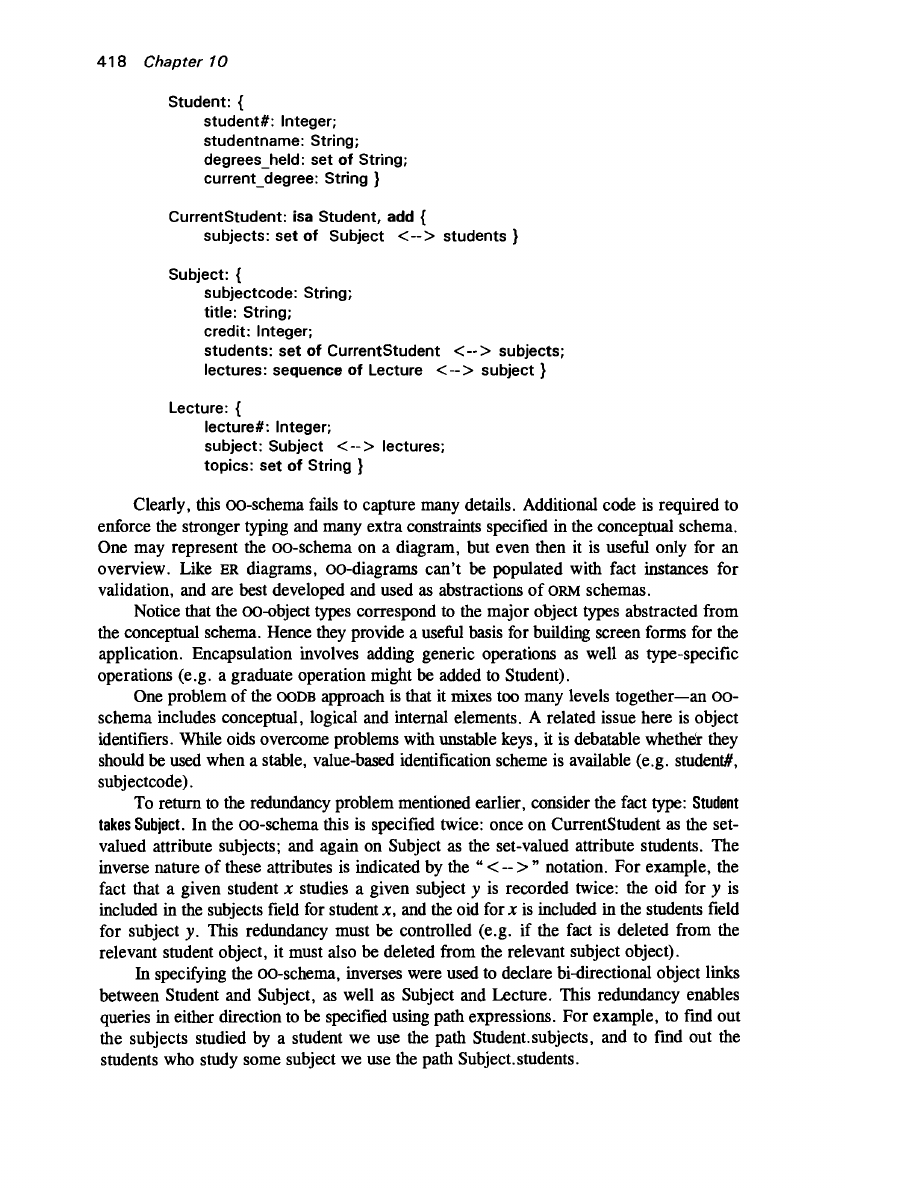 418 Chapter 10
Student: {
student#: Integer;
studentname: String;
degrees_held: set of String;
current_degree: String }
CurrentStudent: isa Student, add {
subjects: set of Subject <--> students }
Subject: {
subjectcode: String;
title: String;
credit: Integer;
students: set of CurrentStudent <--> subjects;
lectures: sequence of Lecture <--> subject }
Lecture: {
lecture#: Integer;
subject: Subject <--> lectures;
topics: set of String }
Clearly, this OO-schema fails to capture many details. Additional code is required to
enforce the stronger typing and many extra constraints specified in the conceptual schema.
One may represent the OO-schema on a diagram, but even then it is useful only for an
overview. Like ER diagrams, OO-diagrams can't be populated with fact instances for
validation, and are best developed and used as abstractions of ORM schemas.
Notice that the OO-object types correspond to the major object types abstracted from
the conceptual schema. Hence they provide a useful basis for building screen forms for the
application. Encapsulation involves adding generic operations as well as type-specific
operations (e.g. a graduate operation might be added to Student).
One problem of the OODB approach is that it mixes too many levels together—an OO-
schema includes conceptual, logical and internal elements. A related issue here is object
identifiers. While oids overcome problems with unstable keys, it is debatable whether they
should be used when a stable, value-based identification scheme is available (e.g. student#,
subjectcode).
To return to the redundancy problem mentioned earlier, consider the fact type: Student
takes Subject. In the OO-schema this is specified twice: once on CurrentStudent as the set-
valued attribute subjects; and again on Subject as the set-valued attribute students. The
inverse nature of these attributes is indicated by the "<-->" notation. For example, the
fact that a given student x studies a given subject y is recorded twice: the oid for y is
included in the subjects field for student x, and the oid for x is included in the students field
for subject y. This redundancy must be controlled (e.g. if the fact is deleted from the
relevant student object, it must also be deleted from the relevant subject object).
In specifying the OO-schema, inverses were used to declare bi-directional object links
between Student and Subject, as well as Subject and Lecture. This redundancy enables
queries in either direction to be specified using path expressions. For example, to find out
the subjects studied by a student we use the path Student.subjects, and to find out the
students who study some subject we use the path Subject.students.